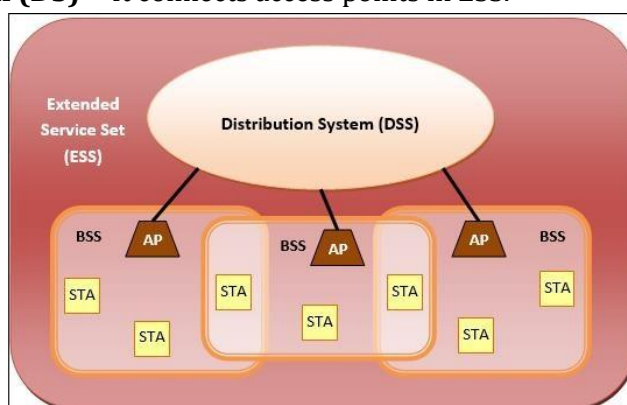 (DS) – It connects access points in ESS.
Extended
Service Set
(ESS)
Distribution System (DSS)
BSS
AP
BSS
AP
AP
BSS
STA
STA
STA
STA
STA
STA
STA